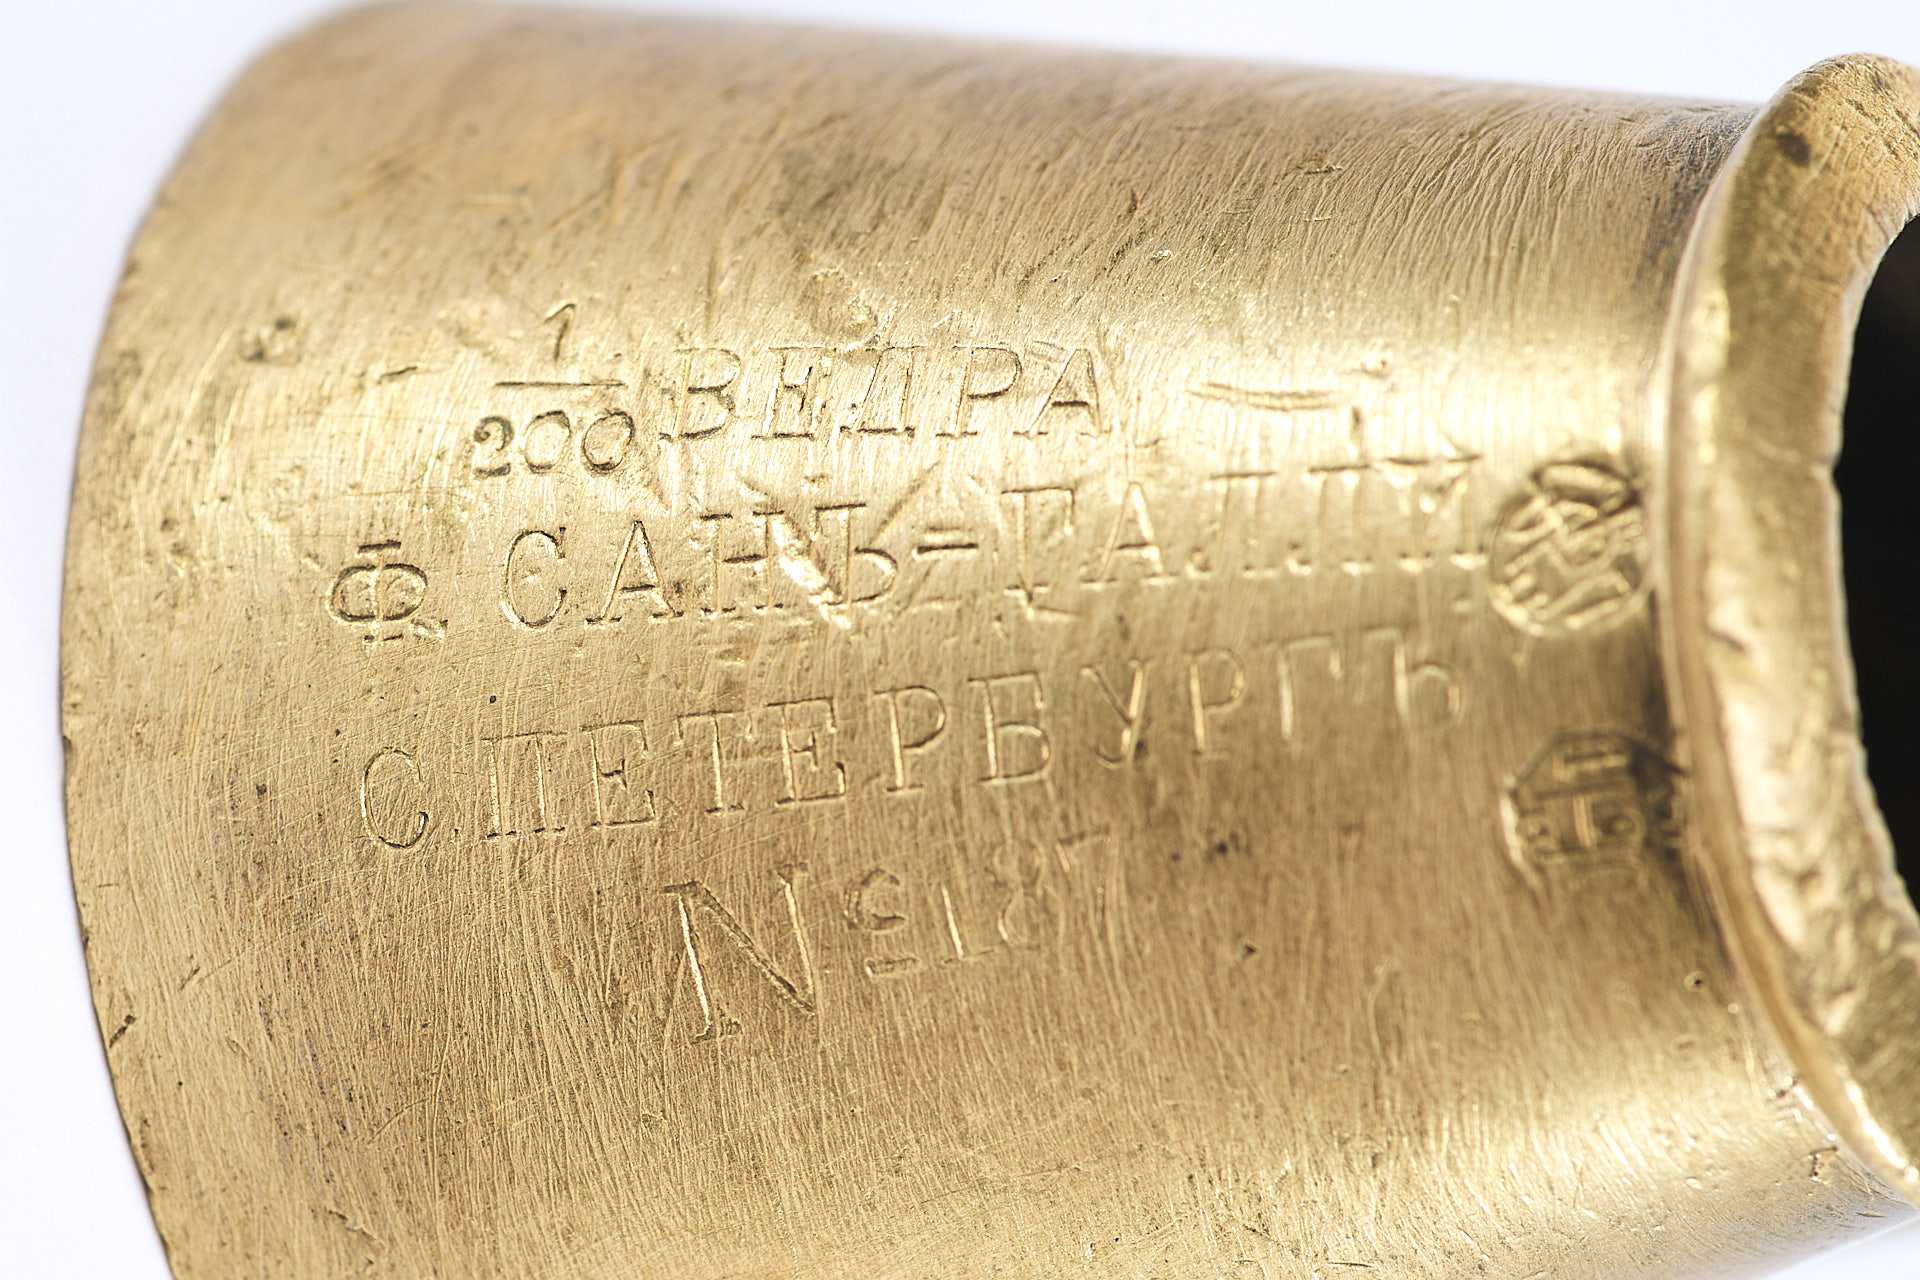 1/200 ВЕДРА
Ф. САНЪ=ГАЛЛИ
С.ПЕТЕРБУРГЪ
№ 187